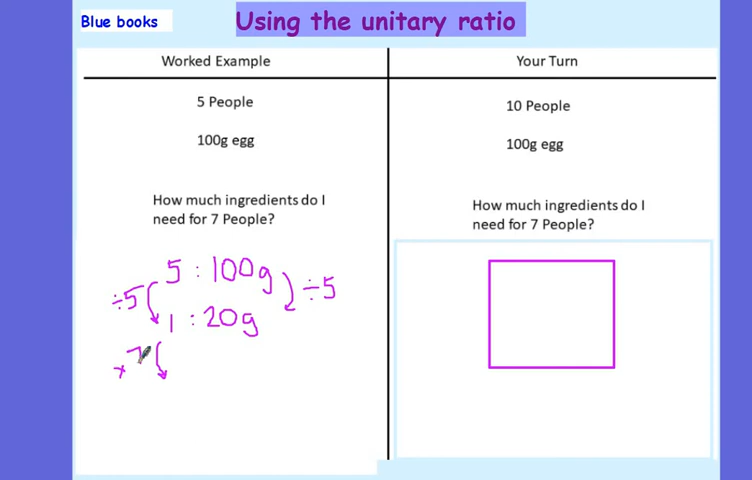 Blue books
Using the unitary ratio
Worked Example
5 People
100g egg
How much ingredients do I
need for 7 People?
÷5
5 : 100g
÷5
1 : 20g
×7
Your Turn
10 People
100g egg
How much ingredients do I
need for 7 People?